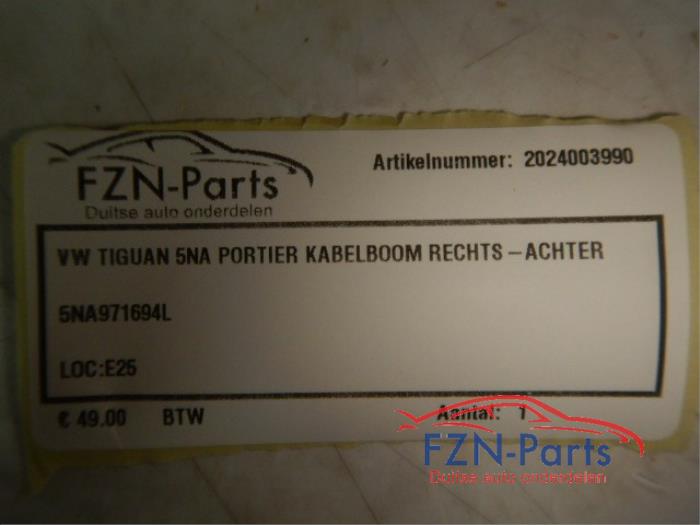 FZN-Parts
Duitse auto onderdelen
Artikelnummer: 2024003990
VW TIGUAN 5NA PORTIER KABELBOOM RECHTS-ACHTER
5NA971694L
LOC:E25
€ 49.00 BTW Aantal: 1
FZN-Parts
Duitse auto onderdelen